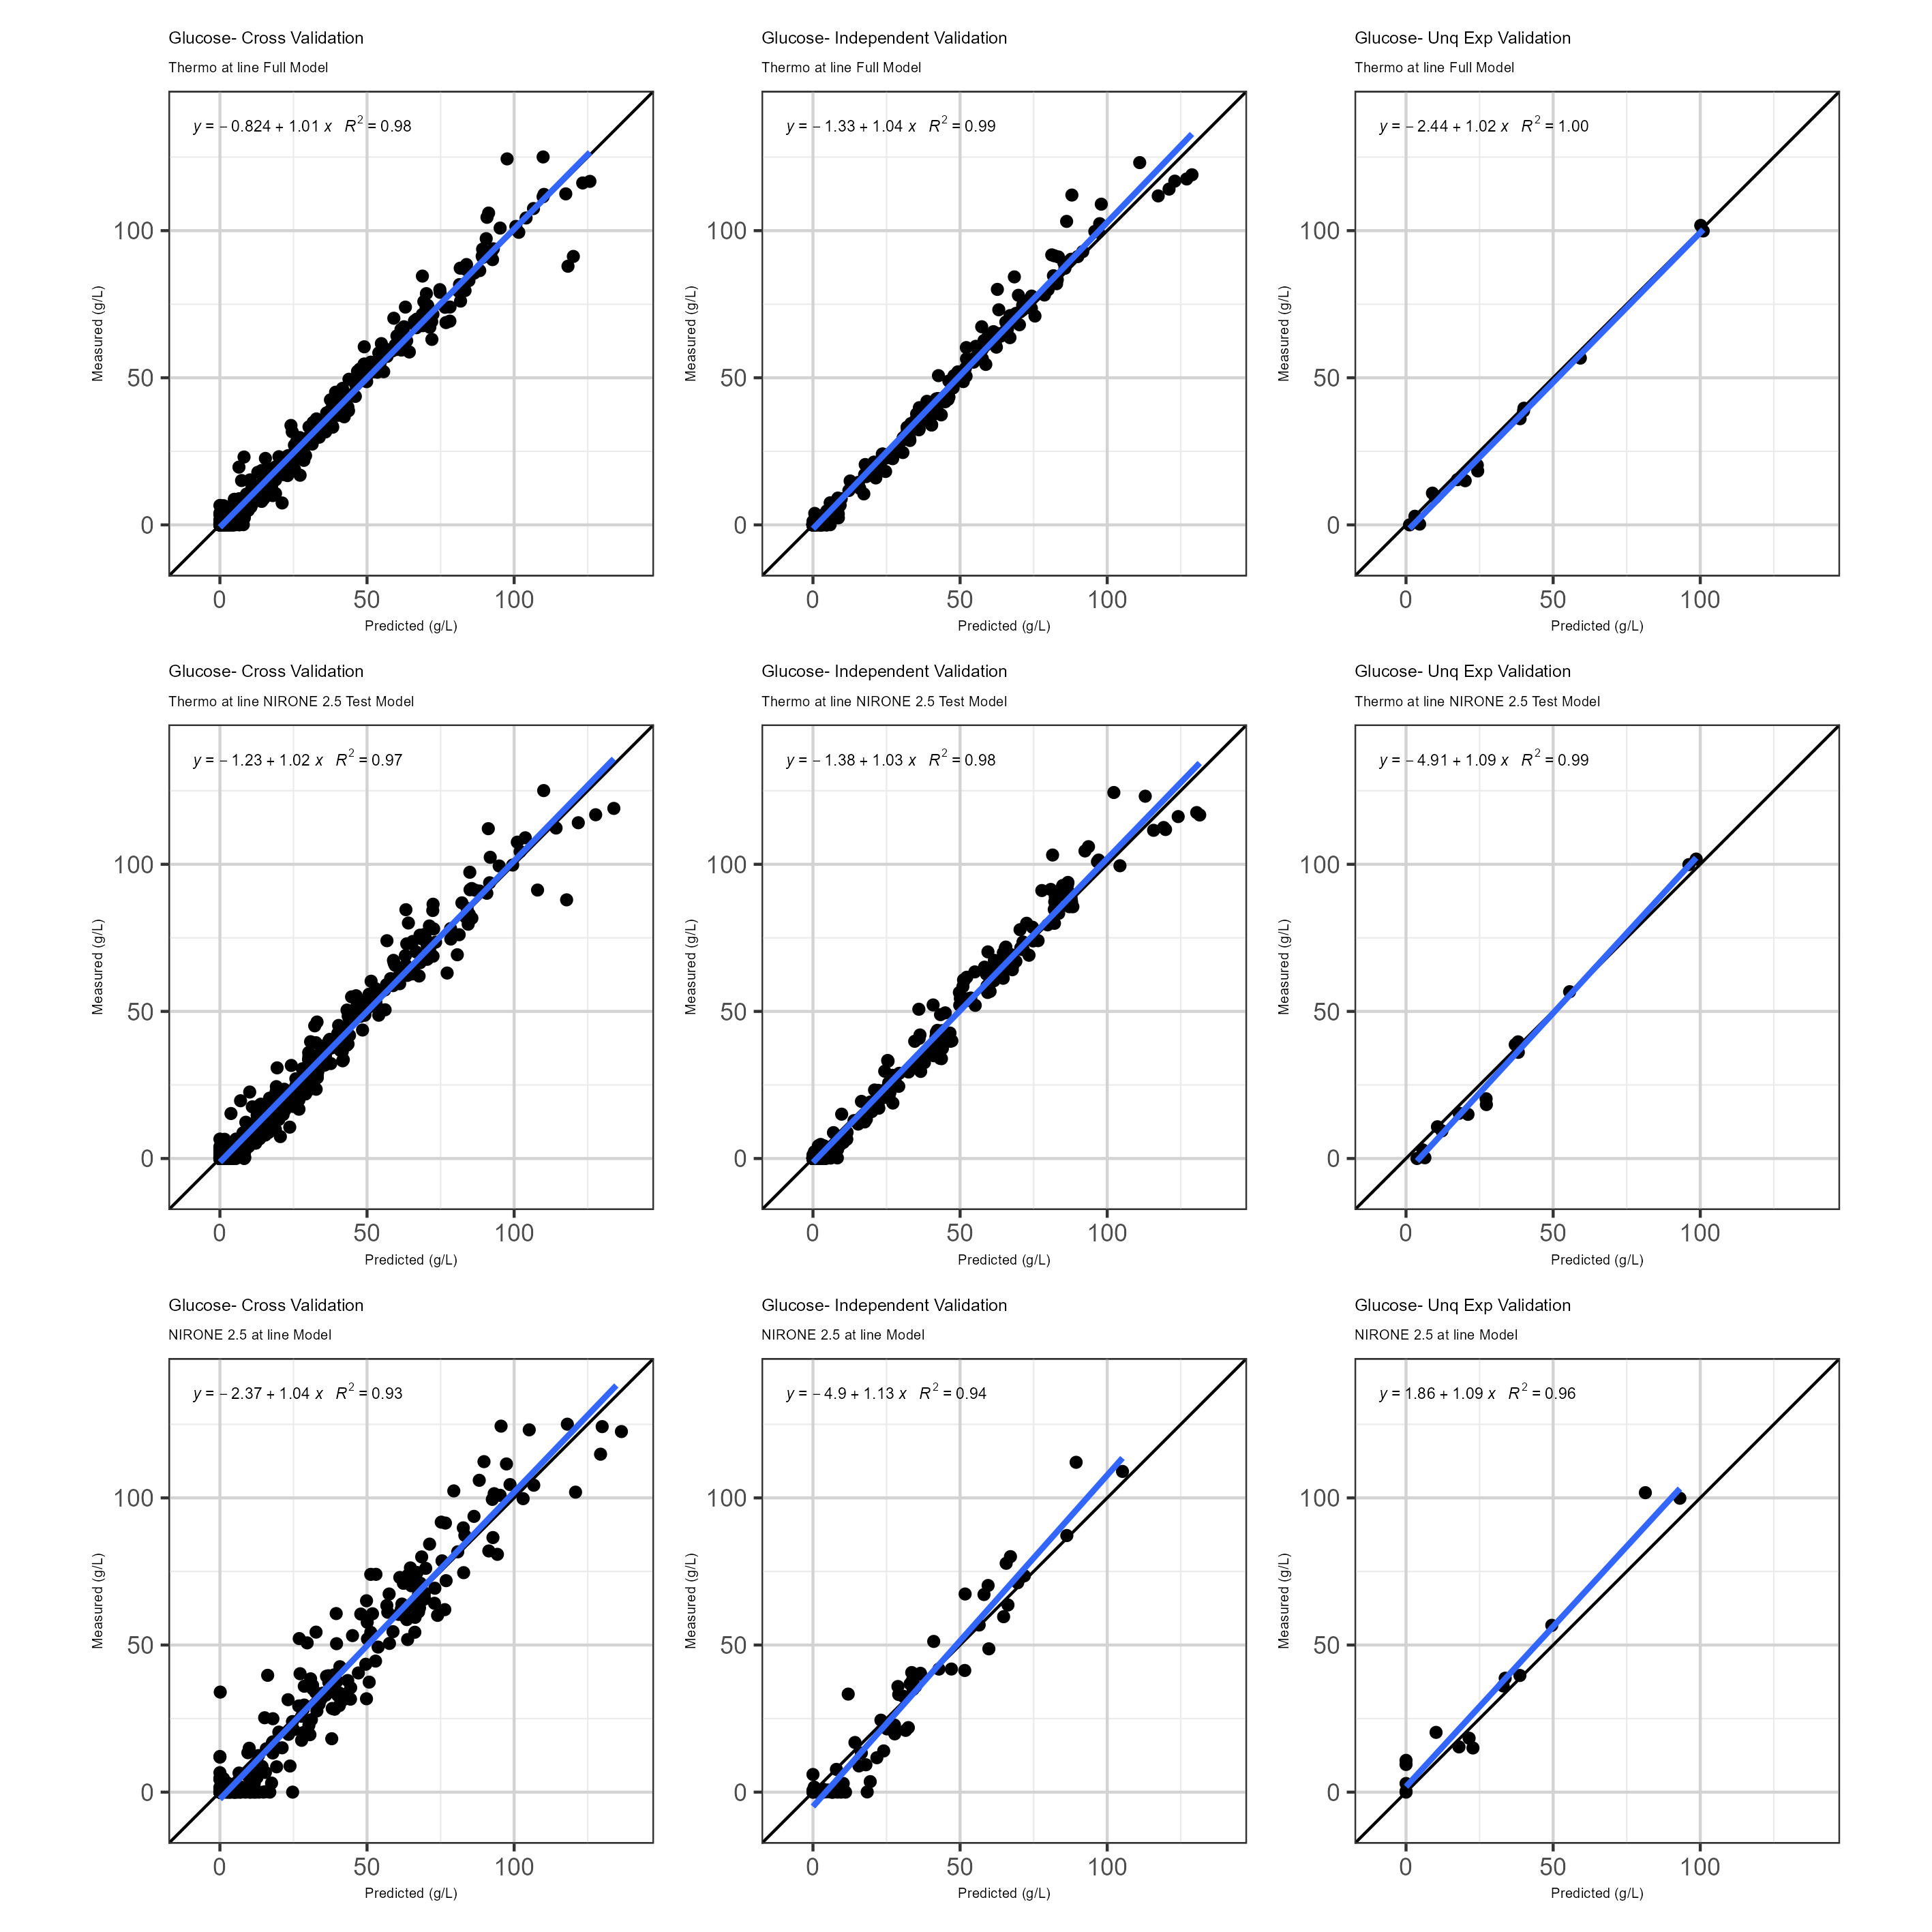 Glucose- Cross Validation
Thermo at line Full Model
y = − 0.824 + 1.01 x R² = 0.98
100
50
0
0 50 100
Measured (g/L)
Predicted (g/L)
Glucose- Independent Validation
Thermo at line Full Model
y = − 1.33 + 1.04 x R² = 0.99
100
50
0
0 50 100
Measured (g/L)
Predicted (g/L)
Glucose- Unq Exp Validation
Thermo at line Full Model
y = − 2.44 + 1.02 x R² = 1.00
100
50
0
0 50 100
Measured (g/L)
Predicted (g/L)
Glucose- Cross Validation
Thermo at line NIRONE 2.5 Test Model
y = − 1.23 + 1.02 x R² = 0.97
100
50
0
0 50 100
Measured (g/L)
Predicted (g/L)
Glucose- Independent Validation
Thermo at line NIRONE 2.5 Test Model
y = − 1.38 + 1.03 x R² = 0.98
100
50
0
0 50 100
Measured (g/L)
Predicted (g/L)
Glucose- Unq Exp Validation
Thermo at line NIRONE 2.5 Test Model
y = − 4.91 + 1.09 x R² = 0.99
100
50
0
0 50 100
Measured (g/L)
Predicted (g/L)
Glucose- Cross Validation
NIRONE 2.5 at line Model
y = − 2.37 + 1.04 x R² = 0.93
100
50
0
0 50 100
Measured (g/L)
Predicted (g/L)
Glucose- Independent Validation
NIRONE 2.5 at line Model
y = − 4.9 + 1.13 x R² = 0.94
100
50
0
0 50 100
Measured (g/L)
Predicted (g/L)
Glucose- Unq Exp Validation
NIRONE 2.5 at line Model
y = 1.86 + 1.09 x R² = 0.96
100
50
0
0 50 100
Measured (g/L)
Predicted (g/L)